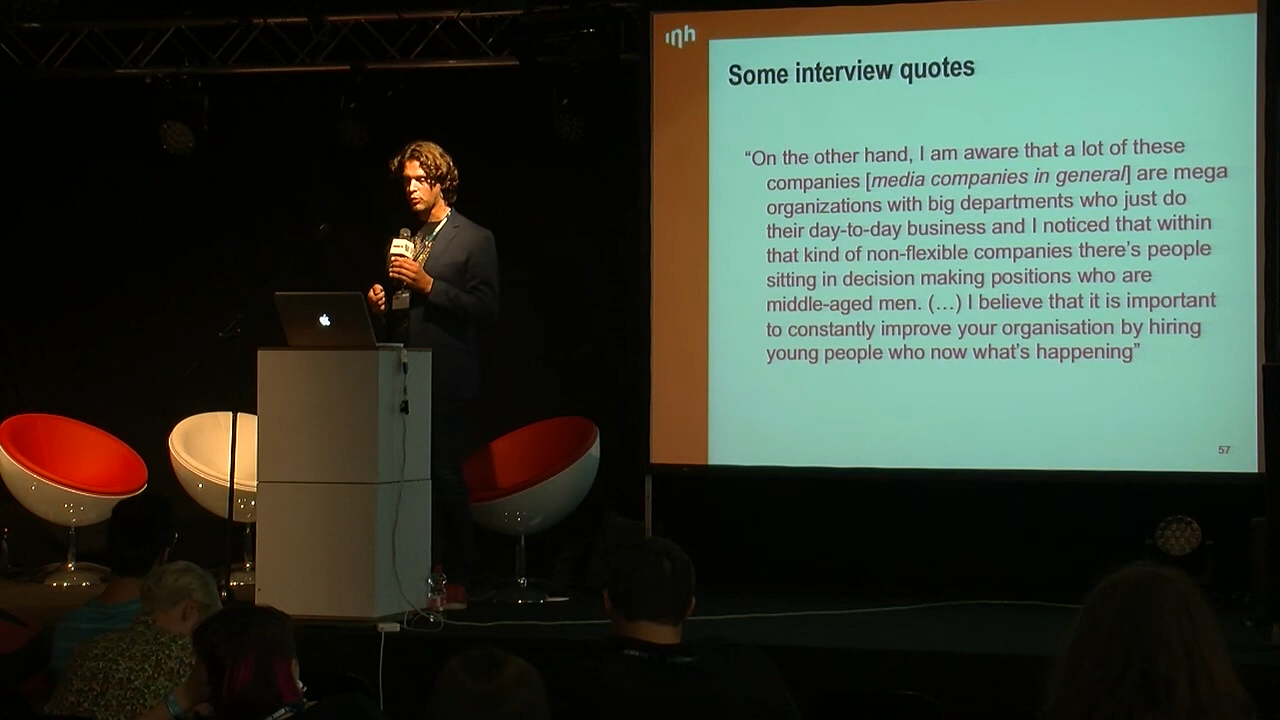 Some interview quotes
“On the other hand, I am aware that a lot of these
companies [media companies in general] are mega
organizations with big departments who just do
their day-to-day business and I noticed that within
that kind of non-flexible companies there’s people
sitting in decision making positions who are
middle-aged men. (…) I believe that it is important
to constantly improve your organisation by hiring
young people who now what’s happening”
57